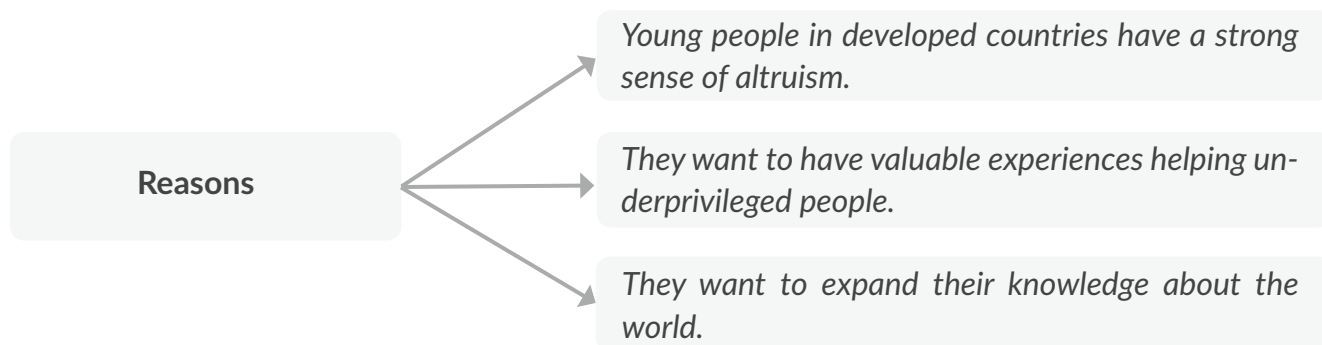 Reasons
Young people in developed countries have a strong
sense of altruism.
They want to have valuable experiences helping un-
derprivileged people.
They want to expand their knowledge about the
world.